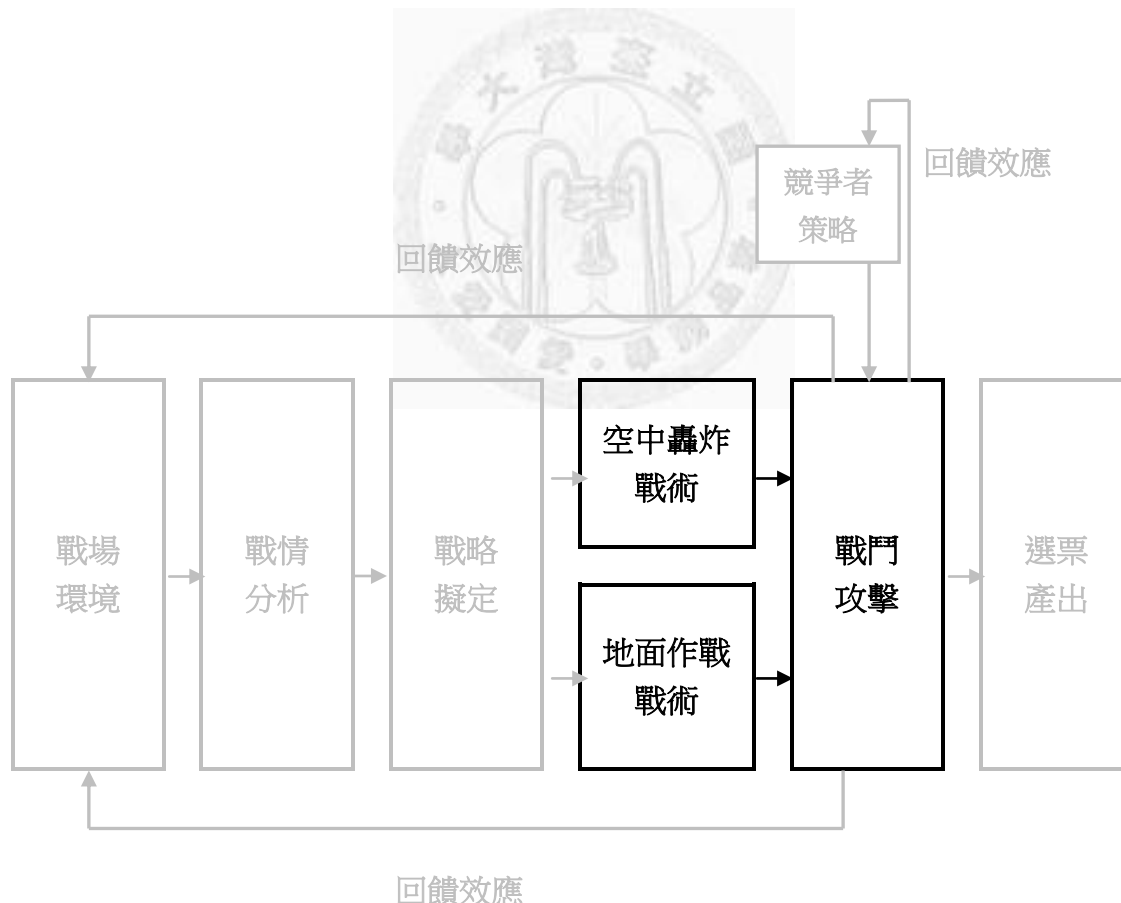 回饋效應
競爭者
策略
回饋效應
空中轟炸
戰術
戰場
環境
戰情
分析
戰略
擬定
地面作戰
戰術
戰鬥
攻擊
選票
產出
回饋效應